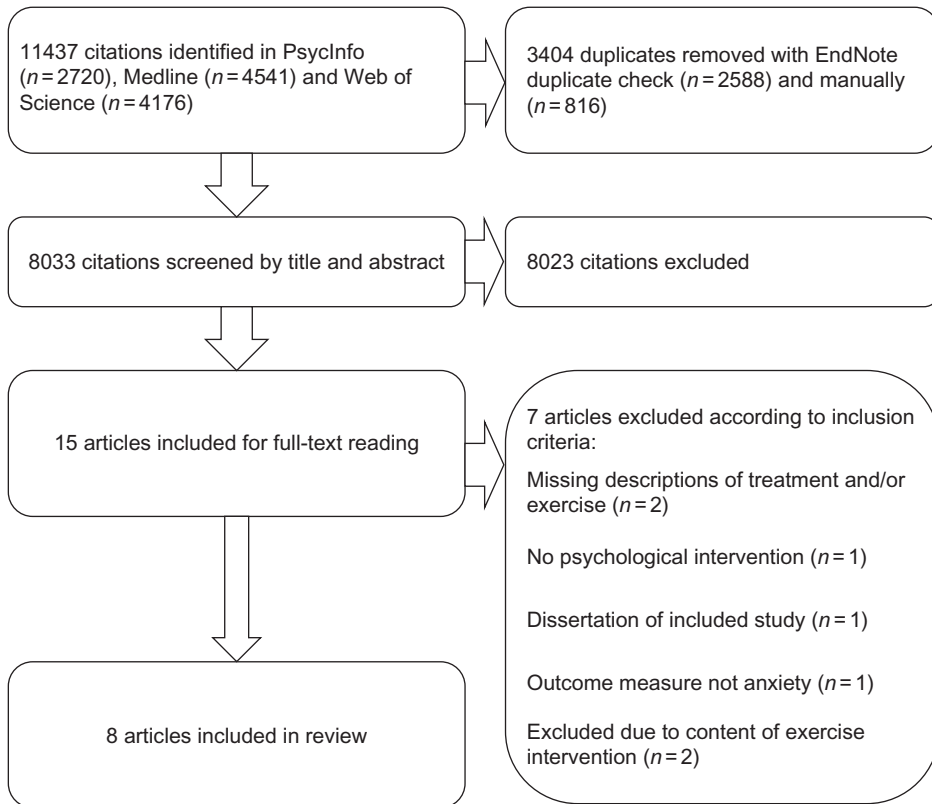 11437 citations identified in PsycInfo
(n = 2720), Medline (n = 4541) and Web of
Science (n = 4176)
3404 duplicates removed with EndNote
duplicate check (n = 2588) and manually
(n = 816)
8033 citations screened by title and abstract
8023 citations excluded
15 articles included for full-text reading
7 articles excluded according to inclusion
criteria:
Missing descriptions of treatment and/or
exercise (n = 2)
No psychological intervention (n = 1)
Dissertation of included study (n = 1)
Outcome measure not anxiety (n = 1)
Excluded due to content of exercise
intervention (n = 2)
8 articles included in review